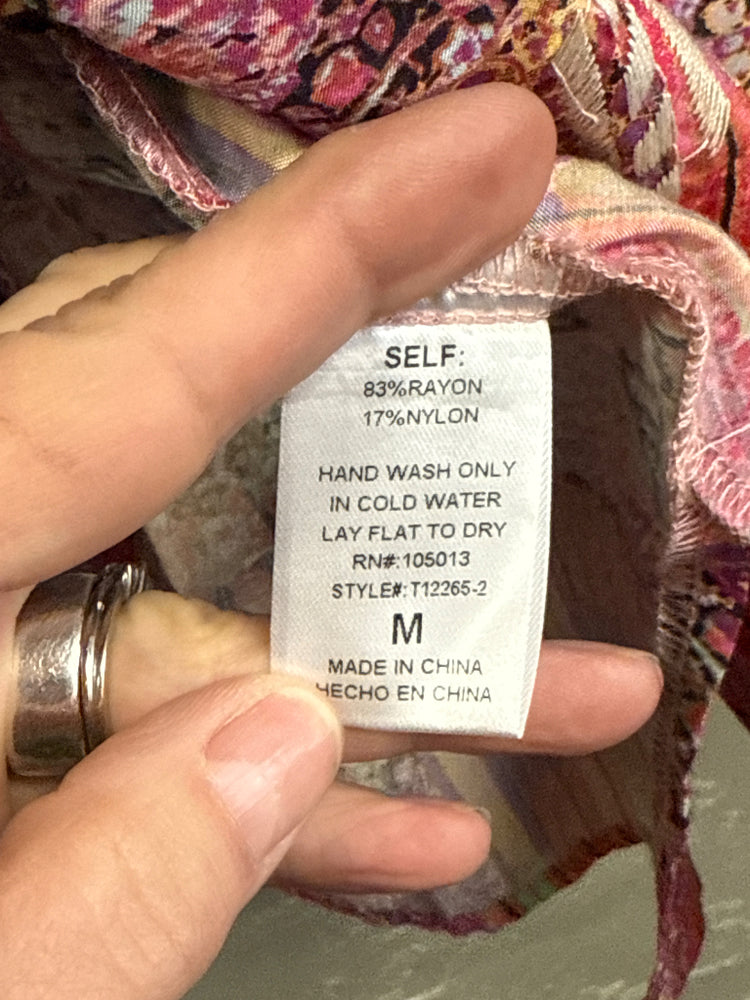 SELF:
83%RAYON
17%NYLON
HAND WASH ONLY
IN COLD WATER
LAY FLAT TO DRY
RN#:105013
STYLE#:T12265-2
M
MADE IN CHINA
HECHO EN CHINA